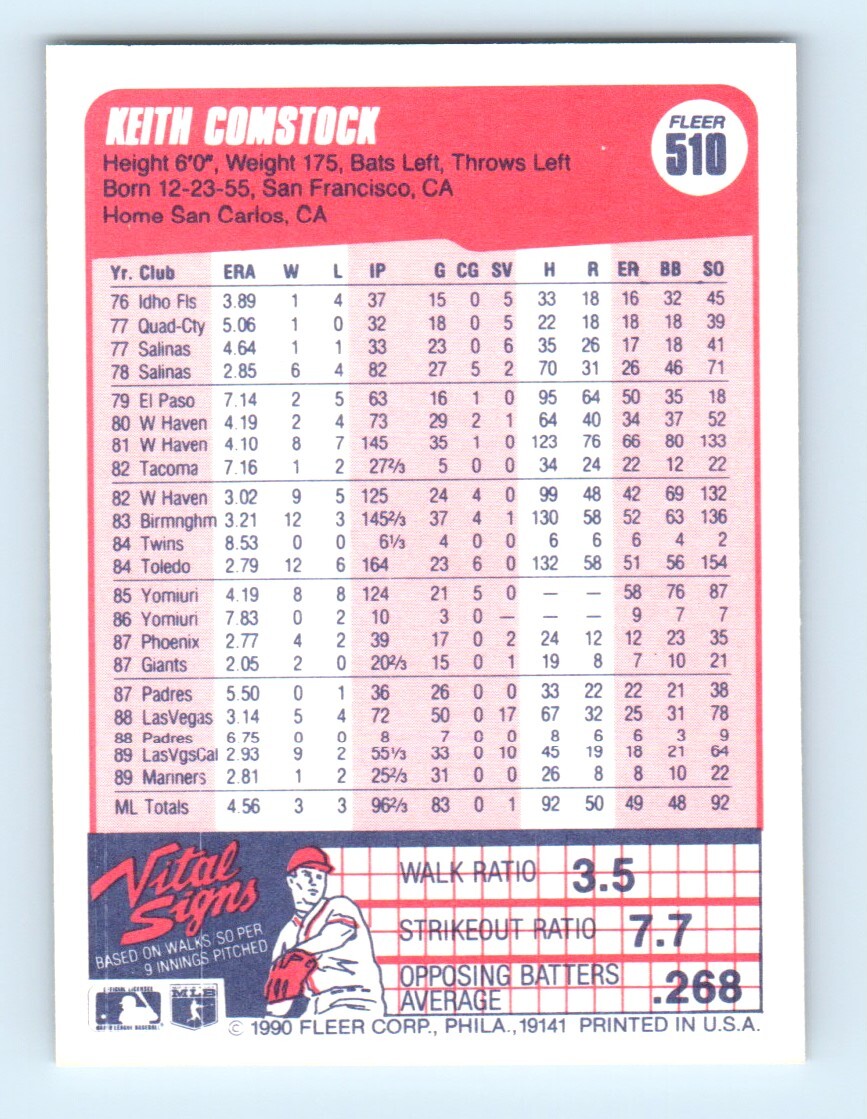 KEITH COMSTOCK
FLEER
510
Height 6'0", Weight 175, Bats Left, Throws Left
Born 12-23-55, San Francisco, CA
Home San Carlos, CA
Yr. Club ERA W L IP G CG SV H R ER BB SO
76 Idho Fls 3.89 1 4 37 15 0 5 33 18 16 32 45
77 Quad-Cty 5.06 1 0 32 18 0 5 22 18 18 18 39
77 Salinas 4.64 1 1 33 23 0 6 35 26 17 18 41
78 Salinas 2.85 6 4 82 27 5 2 70 31 26 46 71
79 El Paso 7.14 2 5 63 16 1 0 95 64 50 35 18
80 W Haven 4.19 2 4 73 29 2 1 64 40 34 37 52
81 W Haven 4.10 8 7 145 35 1 0 123 76 66 80 133
82 Tacoma 7.16 1 2 27 2/3 5 0 0 34 24 22 12 22
82 W Haven 3.02 9 5 125 24 4 0 99 48 42 69 132
83 Birmnghm 3.21 12 3 145 2/3 37 4 1 130 58 52 63 136
84 Twins 8.53 0 0 6 1/3 4 0 0 6 6 6 4 2
84 Toledo 2.79 12 6 164 23 6 0 132 58 51 56 154
85 Yomiuri 4.19 8 8 124 21 5 0 — — 58 76 87
86 Yomiuri 7.83 0 2 10 3 0 — — — 9 7 7
87 Phoenix 2.77 4 2 39 17 0 2 24 12 12 23 35
87 Giants 2.05 2 0 20 2/3 15 0 1 19 8 7 10 21
87 Padres 5.50 0 1 36 26 0 0 33 22 22 21 38
88 LasVegas 3.14 5 4 72 50 0 17 67 32 25 31 78
88 Padres 6.75 0 0 8 7 0 0 8 6 6 3 9
89 LasVgsCal 2.93 9 2 55 1/3 33 0 10 45 19 18 21 64
89 Mariners 2.81 1 2 25 2/3 31 0 0 26 8 8 10 22
ML Totals 4.56 3 3 96 2/3 83 0 1 92 50 49 48 92
Vital
Signs
BASED ON WALKS/SO PER
9 INNINGS PITCHED
WALK RATIO 3.5
STRIKEOUT RATIO 7.7
OPPOSING BATTERS
AVERAGE .268
MLB
© 1990 FLEER CORP., PHILA., 19141 PRINTED IN U.S.A.